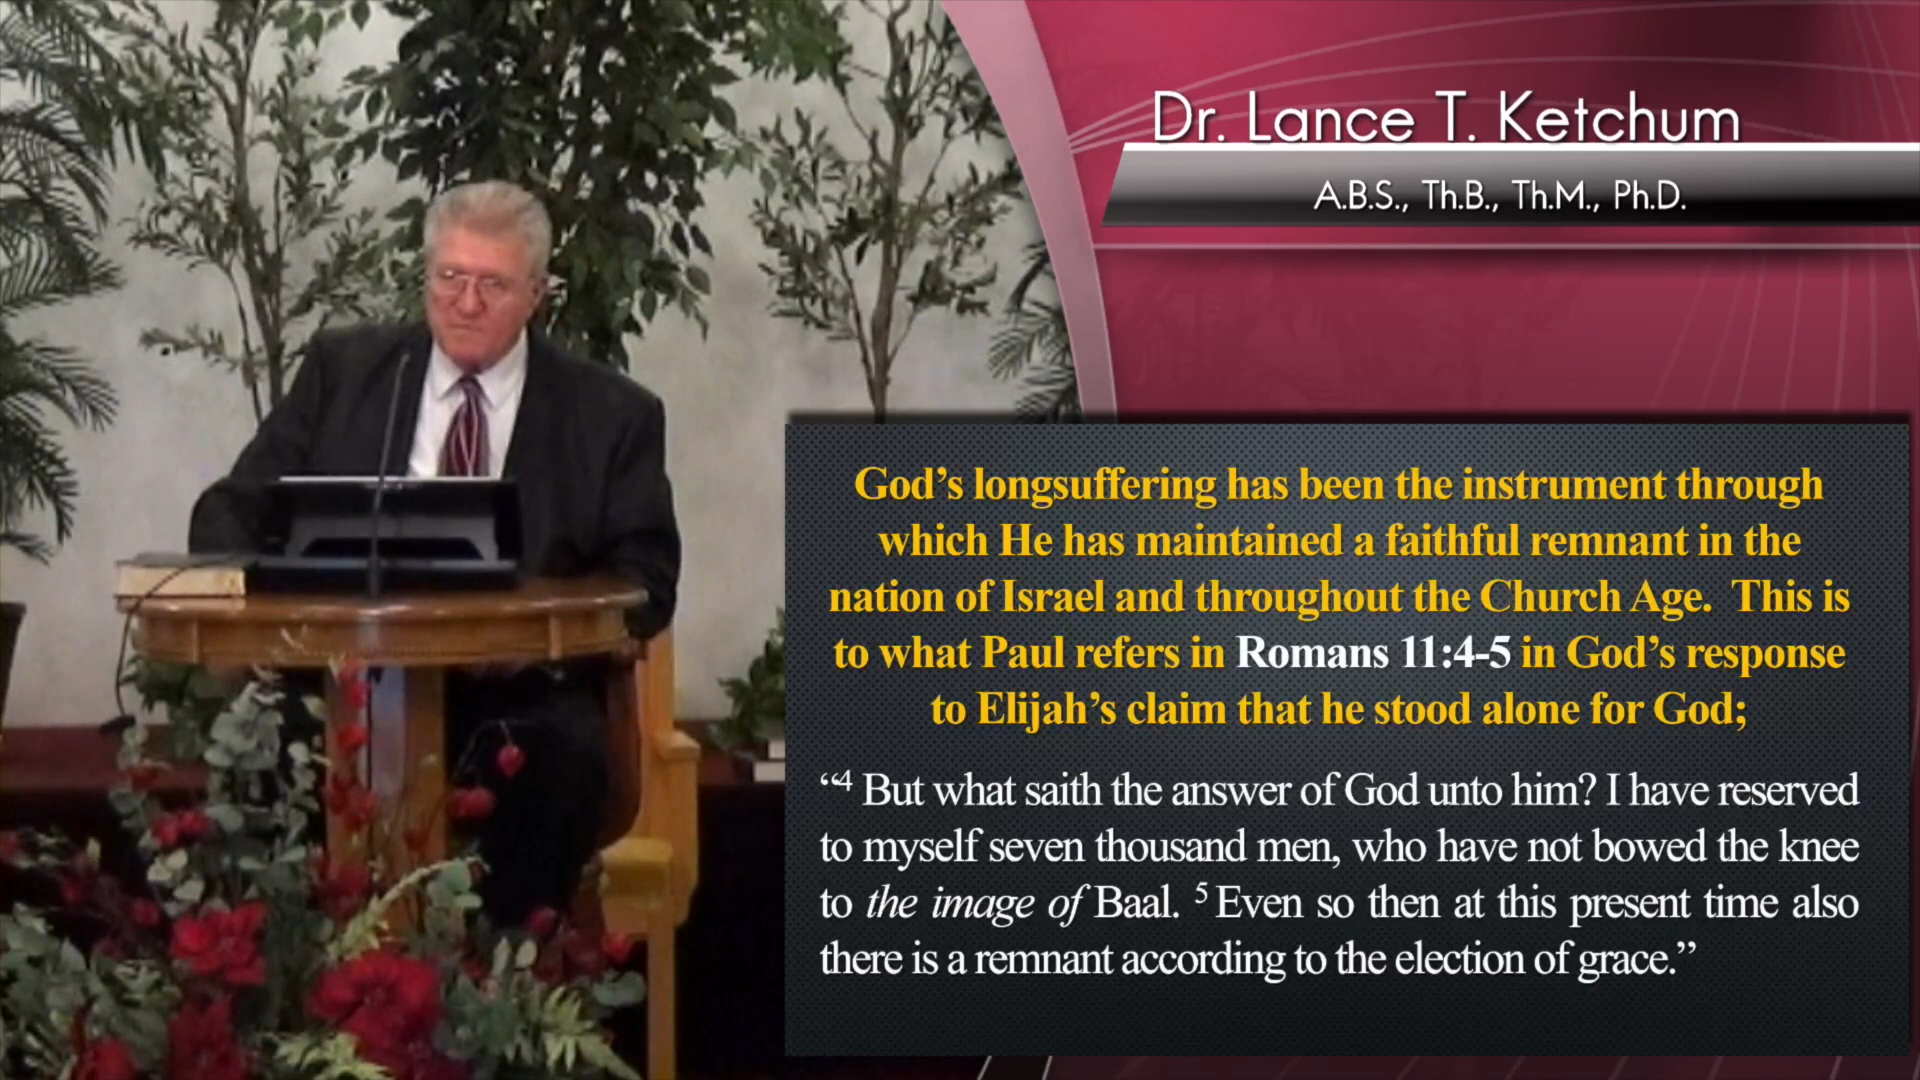 Dr. Lance T. Ketchum
A.B.S., Th.B., Th.M., Ph.D.
God’s longsuffering has been the instrument through
which He has maintained a faithful remnant in the
nation of Israel and throughout the Church Age.  This is
to what Paul refers in Romans 11:4-5 in God’s response
to Elijah’s claim that he stood alone for God;
“⁴ But what saith the answer of God unto him? I have reserved
to myself seven thousand men, who have not bowed the knee
to the image of Baal. ⁵ Even so then at this present time also
there is a remnant according to the election of grace.”